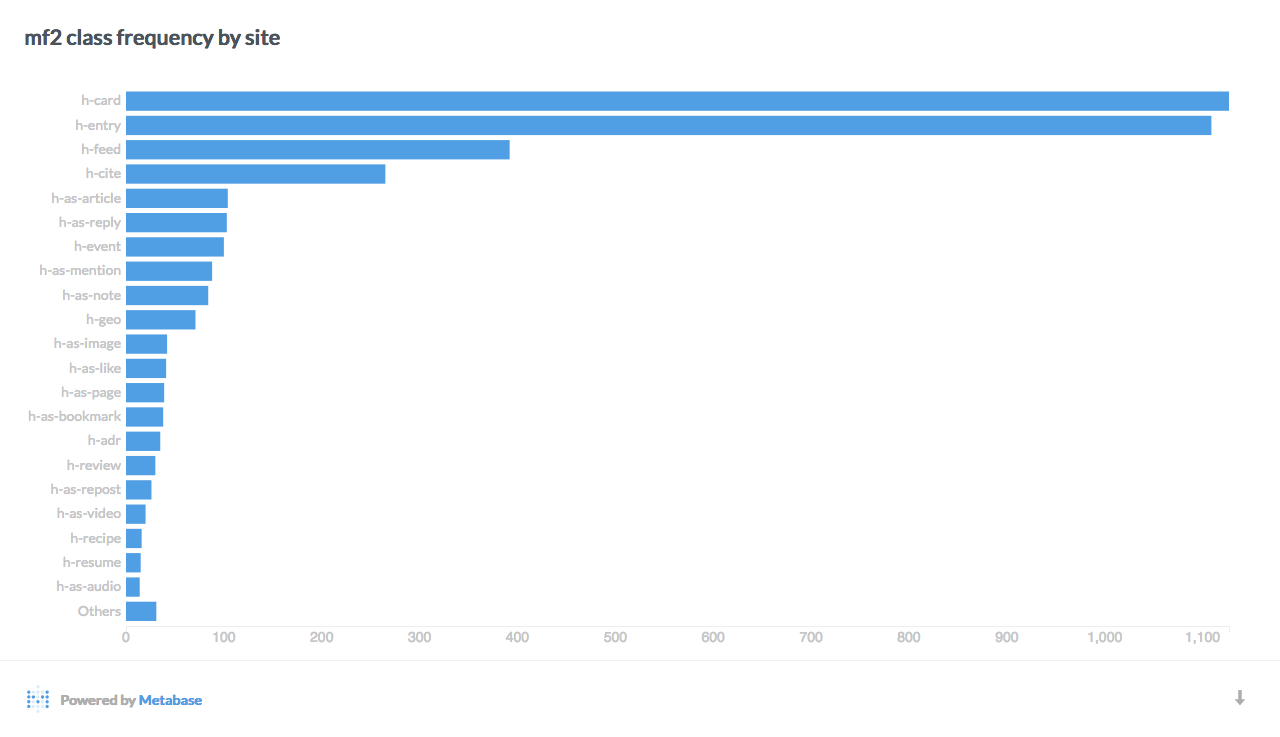 mf2 class frequency by site
h-card
h-entry
h-feed
h-cite
h-as-article
h-as-reply
h-event
h-as-mention
h-as-note
h-geo
h-as-image
h-as-like
h-as-page
h-as-bookmark
h-adr
h-review
h-as-repost
h-as-video
h-recipe
h-resume
h-as-audio
Others
0 100 200 300 400 500 600 700 800 900 1,000 1,100
Powered by Metabase